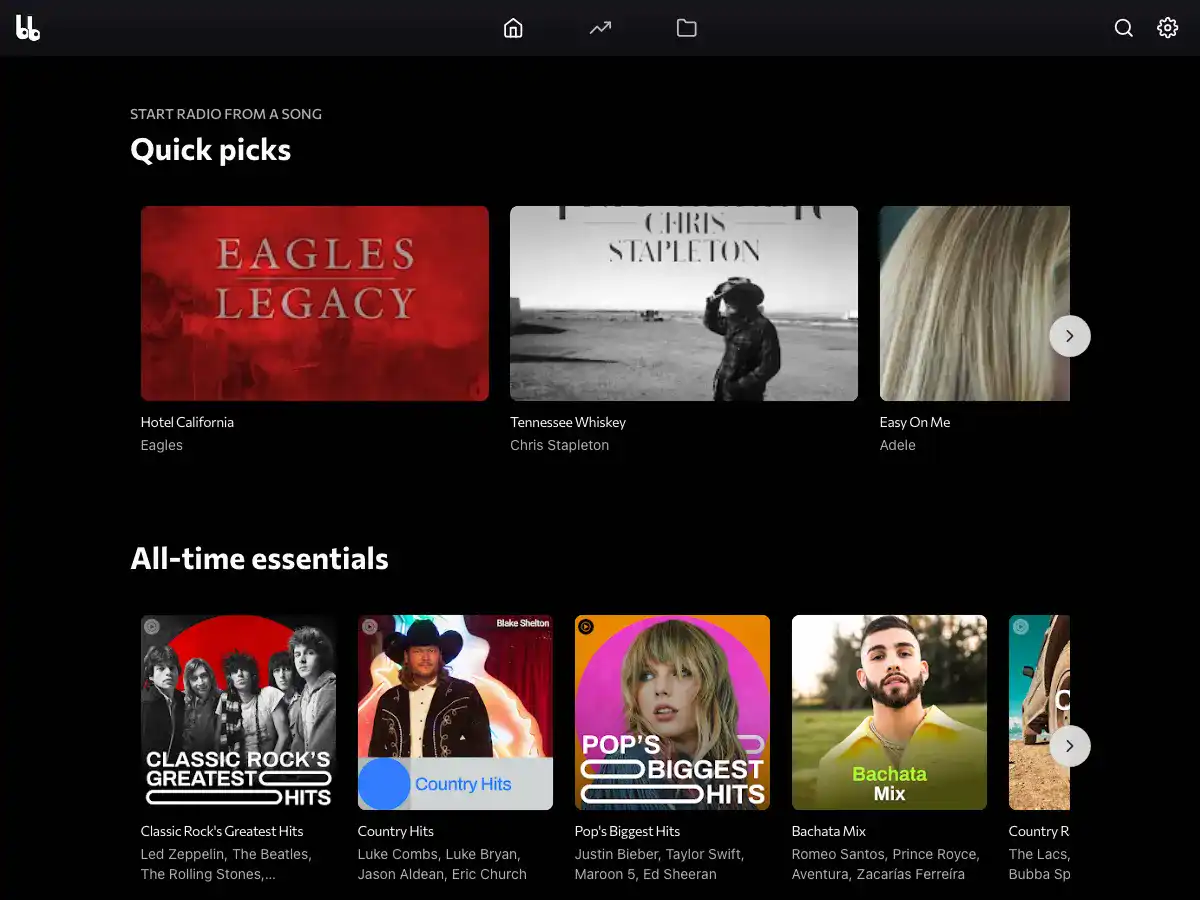 START RADIO FROM A SONG
Quick picks
EAGLES
LEGACY
CHRIS
STAPLETON
Hotel California
Eagles
Tennessee Whiskey
Chris Stapleton
Easy On Me
Adele
All-time essentials
CLASSIC ROCK'S
GREATEST
HITS
Blake Shelton
Country Hits
POP'S
BIGGEST
HITS
Bachata
Mix
Classic Rock's Greatest Hits
Led Zeppelin, The Beatles,
The Rolling Stones,...
Country Hits
Luke Combs, Luke Bryan,
Jason Aldean, Eric Church
Pop's Biggest Hits
Justin Bieber, Taylor Swift,
Maroon 5, Ed Sheeran
Bachata Mix
Romeo Santos, Prince Royce,
Aventura, Zacarías Ferreíra
Country R
The Lacs,
Bubba Sp